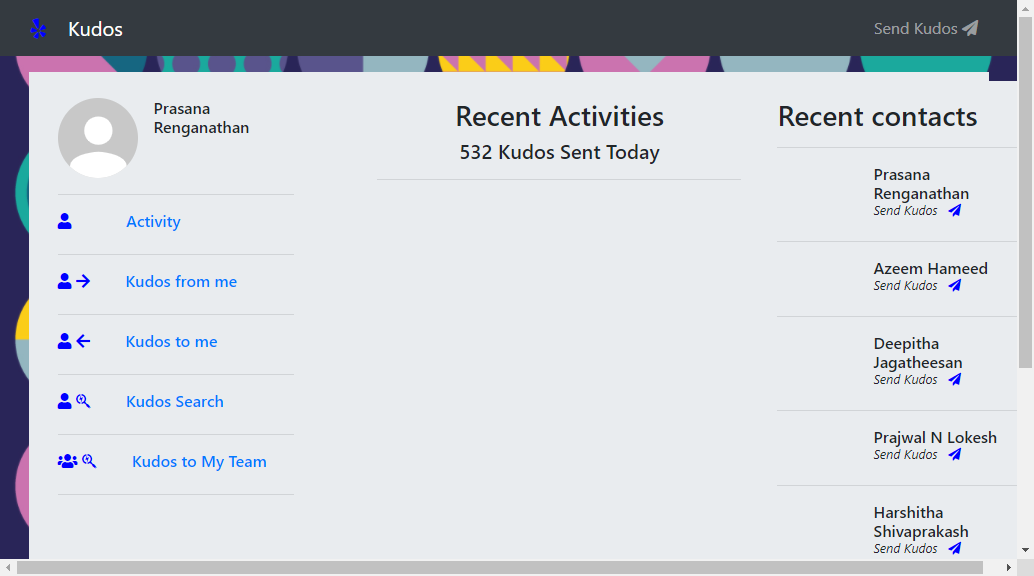 Kudos
Send Kudos
Prasana
Renganathan
Activity
Kudos from me
Kudos to me
Kudos Search
Kudos to My Team
Recent Activities
532 Kudos Sent Today
Recent contacts
Prasana
Renganathan
Send Kudos
Azeem Hameed
Send Kudos
Deepitha
Jagatheesan
Send Kudos
Prajwal N Lokesh
Send Kudos
Harshitha
Shivaprakash
Send Kudos